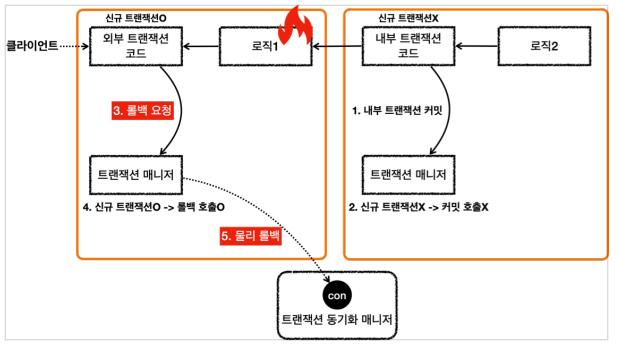 신규 트랜잭션O
신규 트랜잭션X
클라이언트
외부 트랜잭션
코드
로직1
내부 트랜잭션
코드
로직2
3. 롤백 요청
1. 내부 트랜잭션 커밋
트랜잭션 매니저
트랜잭션 매니저
4. 신규 트랜잭션O -> 롤백 호출O
2. 신규 트랜잭션X -> 커밋 호출X
5. 물리 롤백
con
트랜잭션 동기화 매니저